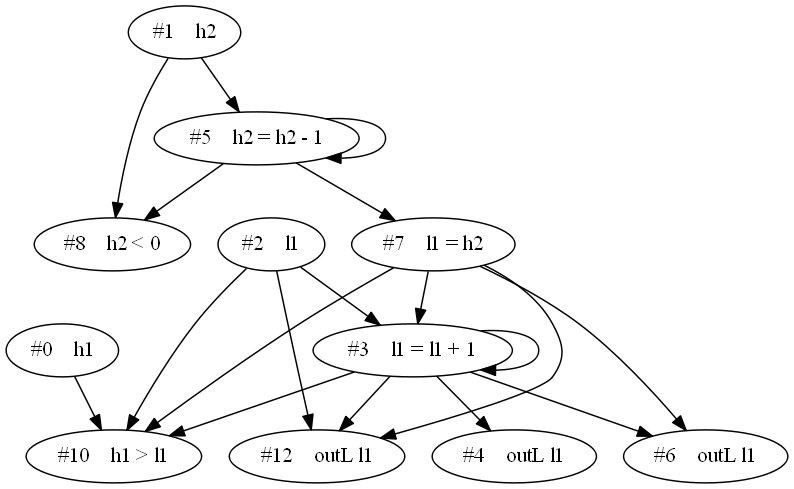 #1 h2
#5 h2 = h2 - 1
#8 h2 < 0
#2 l1
#7 l1 = h2
#0 h1
#3 l1 = l1 + 1
#10 h1 > l1
#12 outL l1
#4 outL l1
#6 outL l1